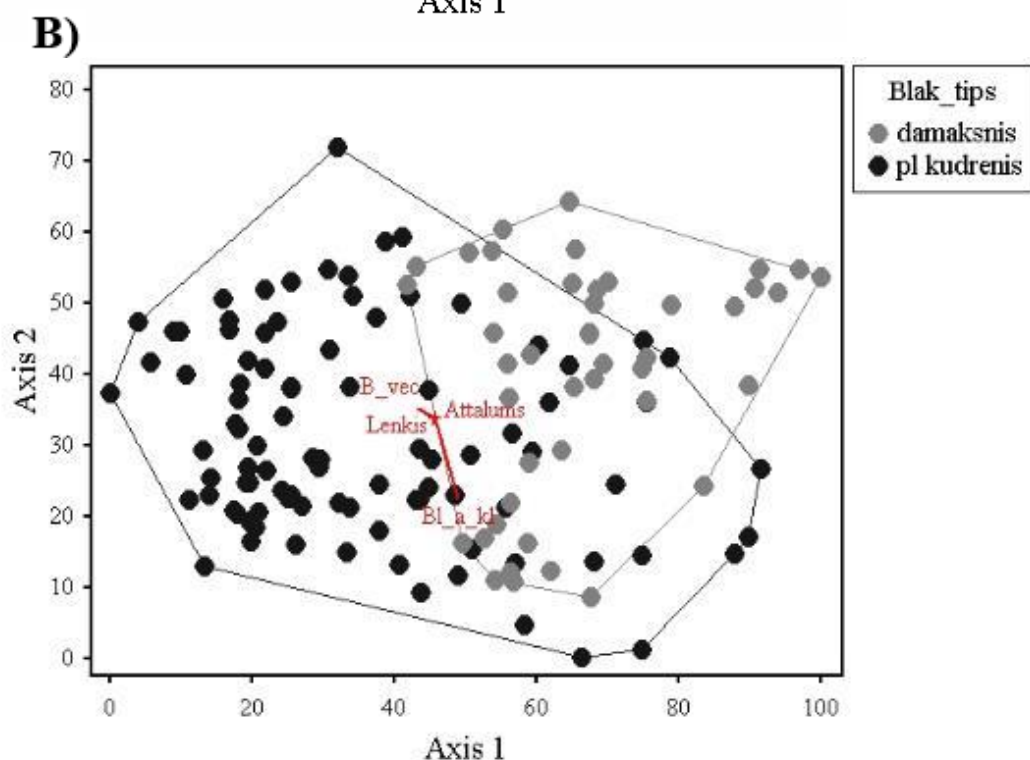 Axis 1
B)
Blak_tips
damaksnis
pl kudrenis
80
70
60
50
40
30
20
10
0
Axis 2
B_vec
Attalums
Lenkis
Bl_a_kl
0 20 40 60 80 100
Axis 1